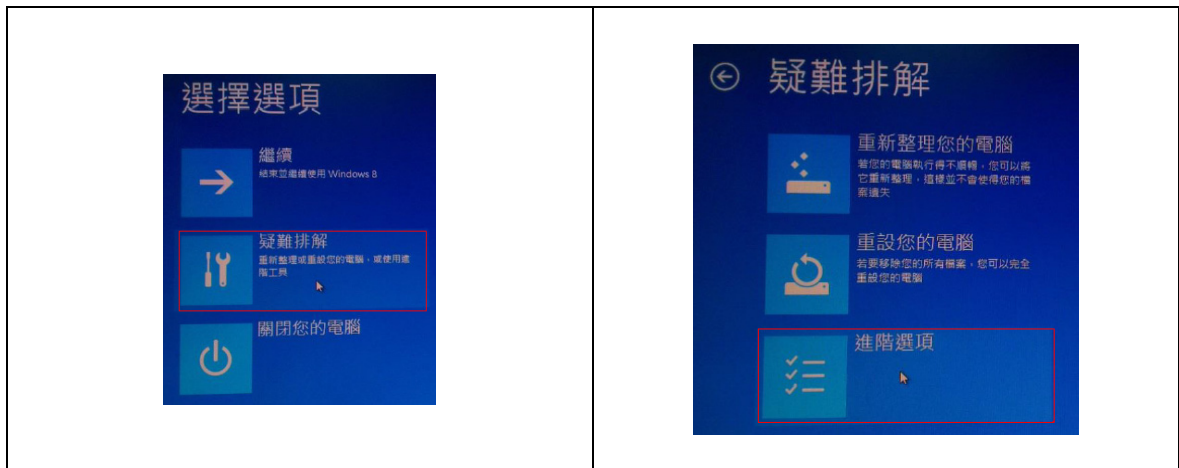 選擇選項
繼續
結束並繼續使用 Windows 8
疑難排解
重新整理或重設您的電腦，或使用進
階工具
關閉您的電腦
疑難排解
重新整理您的電腦
若您的電腦執行得不順暢，您可以將
它重新整理，這樣並不會使得您的檔
案遺失
重設您的電腦
若要移除您的所有檔案，您可以完全
重設您的電腦
進階選項